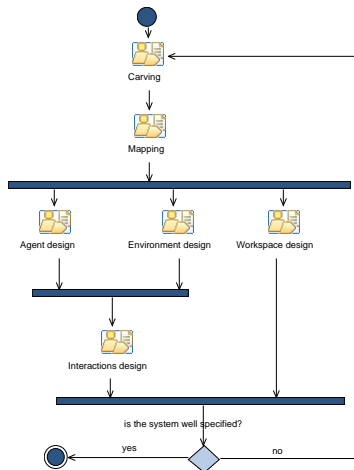 Carving
Mapping
Agent design
Environment design
Workspace design
Interactions design
is the system well specified?
yes
no